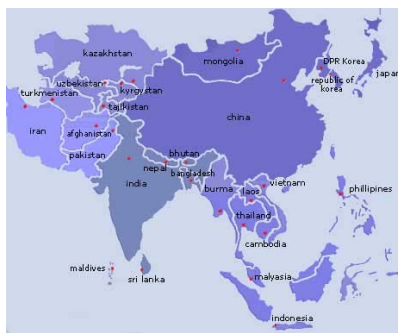 kazakhstan
mongolia
DPR Korea
japan
republic of
korea
uzbekistan
kyrgystan
turkmenistan
tajikistan
china
iran
afghanistan
pakistan
bhutan
nepal
bangladesh
india
burma
laos
vietnam
phillipines
thailand
cambodia
maldives
sri lanka
malyasia
indonesia